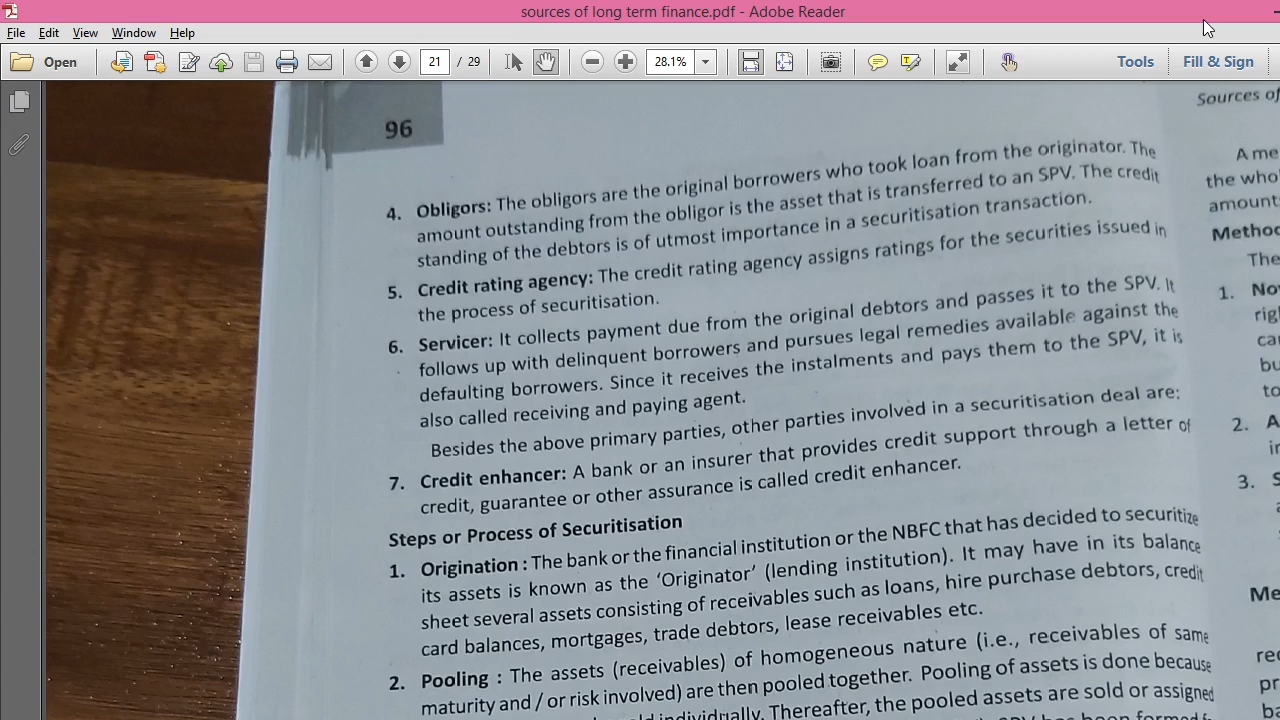 sources of long term finance.pdf - Adobe Reader
File Edit View Window Help
Open 21 / 29 28.1% Tools Fill & Sign
96
4. Obligors: The obligors are the original borrowers who took loan from the originator. The
amount outstanding from the obligor is the asset that is transferred to an SPV. The credit
standing of the debtors is of utmost importance in a securitisation transaction.
5. Credit rating agency: The credit rating agency assigns ratings for the securities issued in
the process of securitisation.
6. Servicer: It collects payment due from the original debtors and passes it to the SPV. It
follows up with delinquent borrowers and pursues legal remedies available against the
defaulting borrowers. Since it receives the instalments and pays them to the SPV, it is
also called receiving and paying agent.
Besides the above primary parties, other parties involved in a securitisation deal are:
7. Credit enhancer: A bank or an insurer that provides credit support through a letter of
credit, guarantee or other assurance is called credit enhancer.
Steps or Process of Securitisation
1. Origination : The bank or the financial institution or the NBFC that has decided to securitize
its assets is known as the 'Originator' (lending institution). It may have in its balance
sheet several assets consisting of receivables such as loans, hire purchase debtors, credit
card balances, mortgages, trade debtors, lease receivables etc.
2. Pooling : The assets (receivables) of homogeneous nature (i.e., receivables of same
maturity and / or risk involved) are then pooled together. Pooling of assets is done because
individually. Thereafter, the pooled assets are sold or assigned
Sources of
A me
the who
amount
Metho
The
1. No
rig
ca
bu
to
2. A
in
3. S
Me
rec
pr
ba